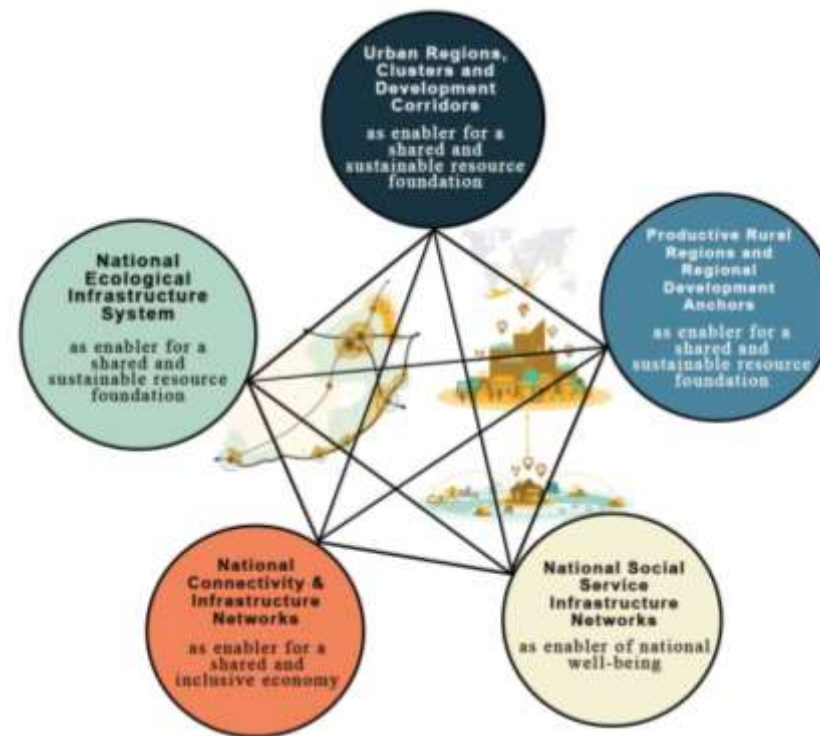 Urban Regions,
Clusters and
Development
Corridors
as enabler for a
shared and
sustainable resource
foundation
National
Ecological
Infrastructure
System
as enabler for a
shared and
sustainable resource
foundation
Productive Rural
Regions and
Regional
Development
Anchors
as enabler for a
shared and
sustainable resource
foundation
National
Connectivity &
Infrastructure
Networks
as enabler for a
shared and
inclusive economy
National Social
Service
Infrastructure
Networks
as enabler of national
well-being